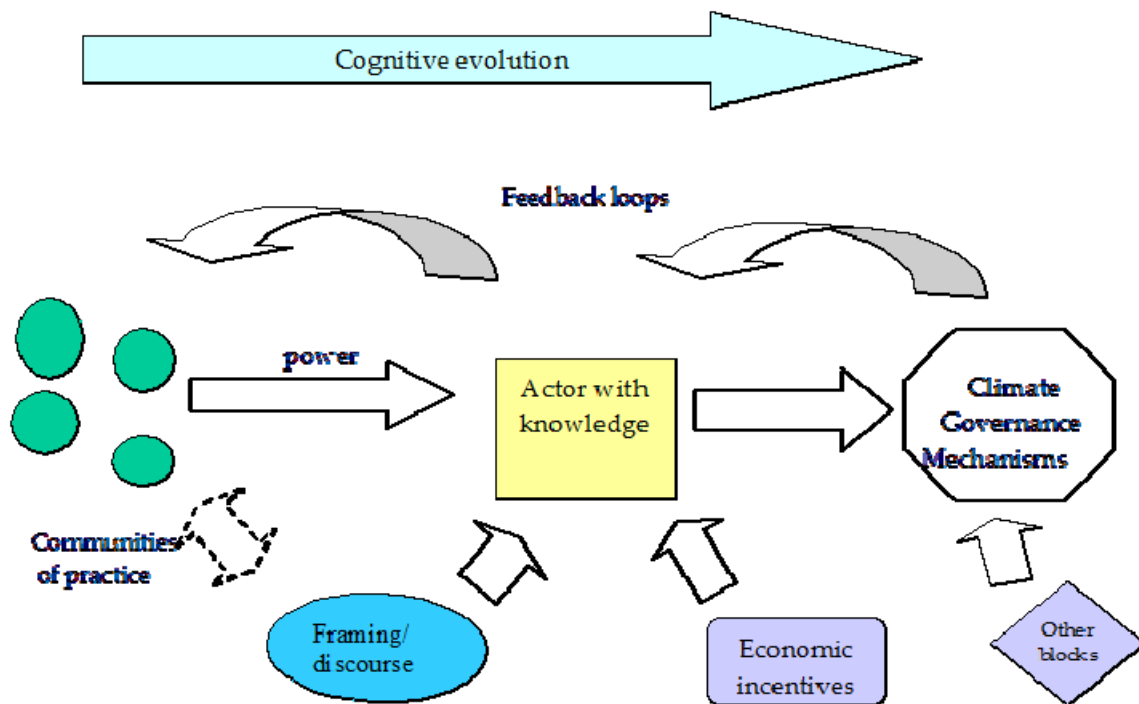 Cognitive evolution
Feedback loops
power
Actor with
knowledge
Climate
Governance
Mechanisms
Communities
of practice
Framing/
discourse
Economic
incentives
Other
blocks